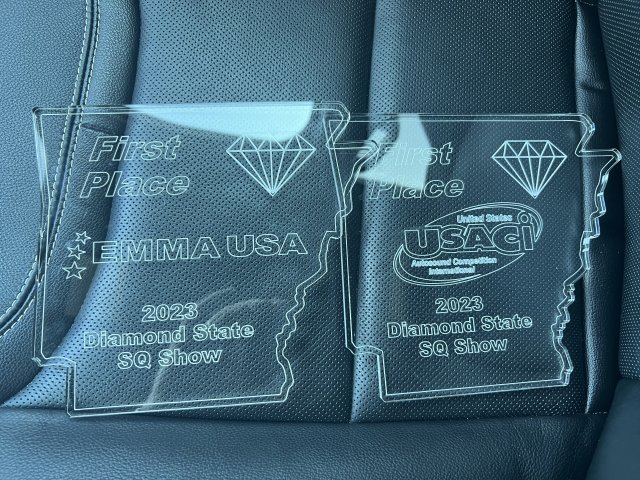 First
Place
EMMA USA
2023
Diamond State
SQ Show
First
Place
United States
USACi
Autosound Competition
International
2023
Diamond State
SQ Show